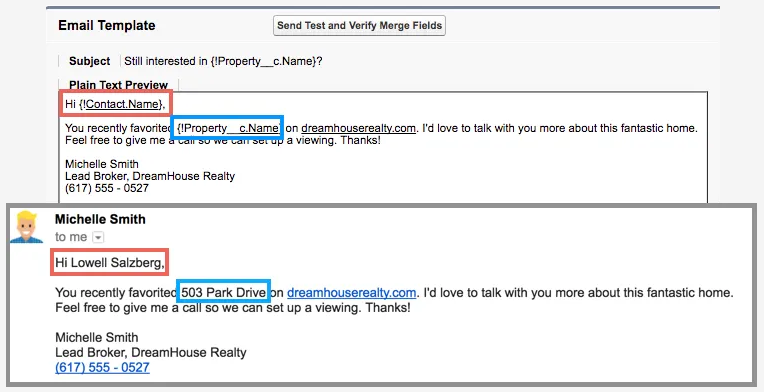 Email Template
Send Test and Verify Merge Fields
Subject
Still interested in {!Property__c.Name}?
Plain Text Preview
Hi {!Contact.Name},
You recently favorited {!Property__c.Name on dreamhouserealty.com. I'd love to talk with you more about this fantastic home.
Feel free to give me a call so we can set up a viewing. Thanks!
Michelle Smith
Lead Broker, DreamHouse Realty
(617) 555 - 0527
Michelle Smith
to me
Hi Lowell Salzberg,
You recently favorited 503 Park Drive on dreamhouserealty.com. I'd love to talk with you more about this fantastic home.
Feel free to give me a call so we can set up a viewing. Thanks!
Michelle Smith
Lead Broker, DreamHouse Realty
(617) 555 - 0527